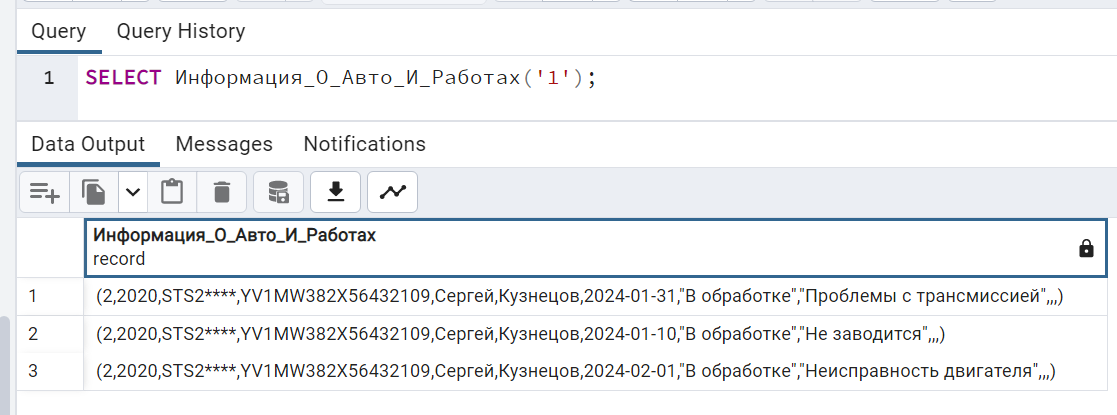 Query Query History
1 SELECT Информация_О_Авто_И_Работах('1');
Data Output Messages Notifications
Информация_О_Авто_И_Работах
record
1 (2,2020,STS2****,YV1MW382X56432109,Сергей,Кузнецов,2024-01-31,"В обработке","Проблемы с трансмиссией",,,)
2 (2,2020,STS2****,YV1MW382X56432109,Сергей,Кузнецов,2024-01-10,"В обработке","Не заводится",,,)
3 (2,2020,STS2****,YV1MW382X56432109,Сергей,Кузнецов,2024-02-01,"В обработке","Неисправность двигателя",,,)